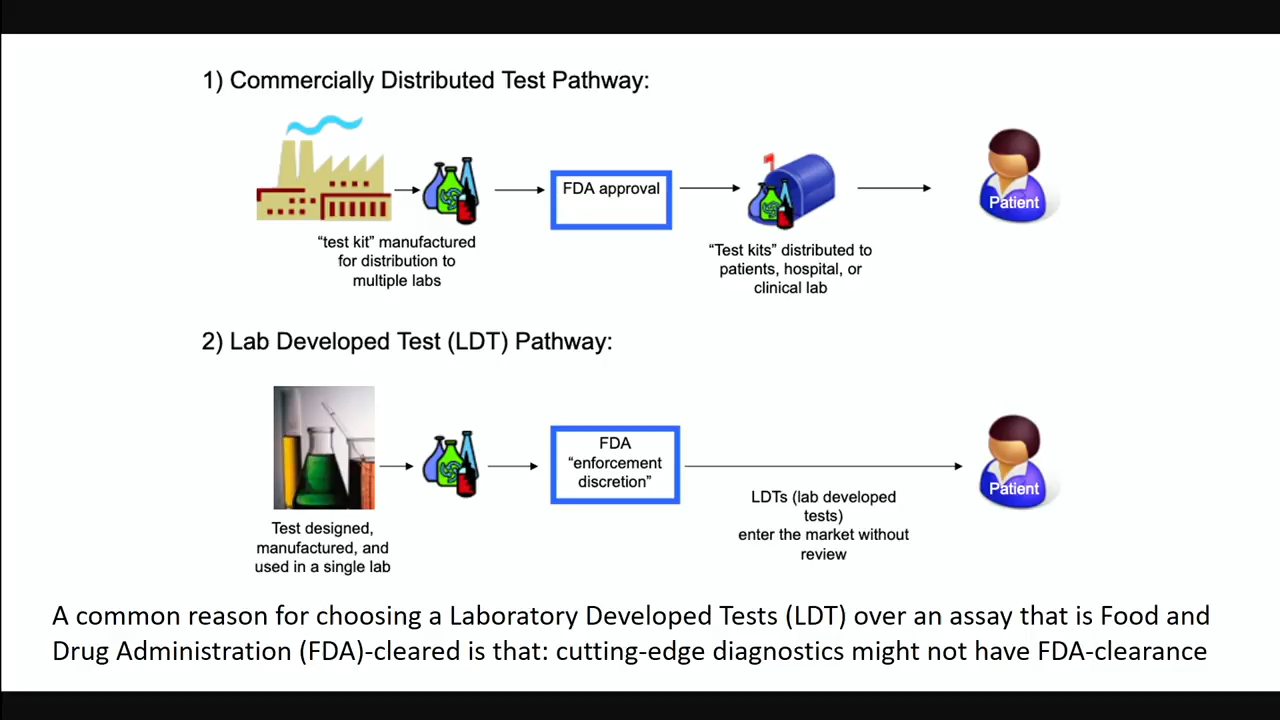 1) Commercially Distributed Test Pathway:
FDA approval
Patient
“test kit” manufactured
for distribution to
multiple labs
“Test kits” distributed to
patients, hospital, or
clinical lab
2) Lab Developed Test (LDT) Pathway:
FDA
“enforcement
discretion”
Patient
LDTs (lab developed
tests)
enter the market without
review
Test designed,
manufactured, and
used in a single lab
A common reason for choosing a Laboratory Developed Tests (LDT) over an assay that is Food and
Drug Administration (FDA)-cleared is that: cutting-edge diagnostics might not have FDA-clearance